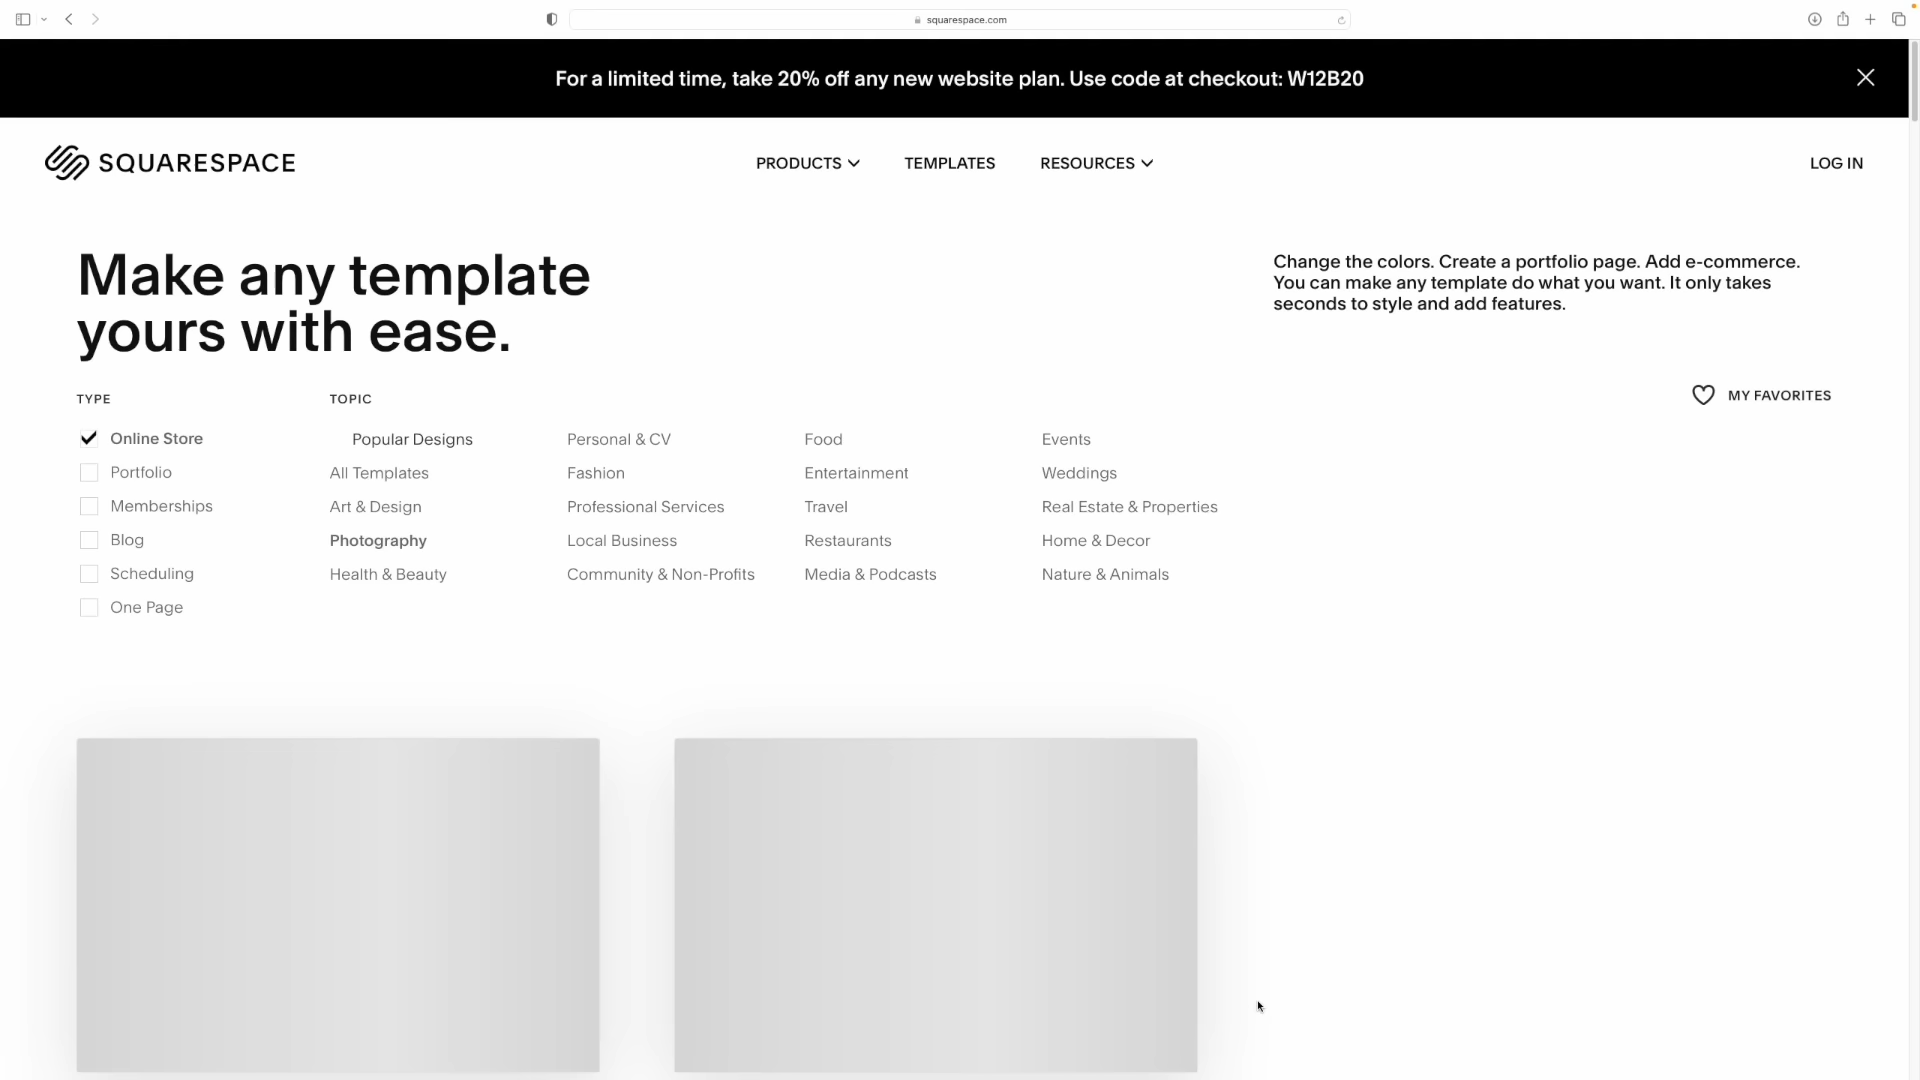 squarespace.com
For a limited time, take 20% off any new website plan. Use code at checkout: W12B20
SQUARESPACE
PRODUCTS
TEMPLATES
RESOURCES
LOG IN
Make any template
yours with ease.
Change the colors. Create a portfolio page. Add e-commerce.
You can make any template do what you want. It only takes
seconds to style and add features.
MY FAVORITES
TYPE
Online Store
Portfolio
Memberships
Blog
Scheduling
One Page
TOPIC
Popular Designs
All Templates
Art & Design
Photography
Health & Beauty
Personal & CV
Fashion
Professional Services
Local Business
Community & Non-Profits
Food
Entertainment
Travel
Restaurants
Media & Podcasts
Events
Weddings
Real Estate & Properties
Home & Decor
Nature & Animals